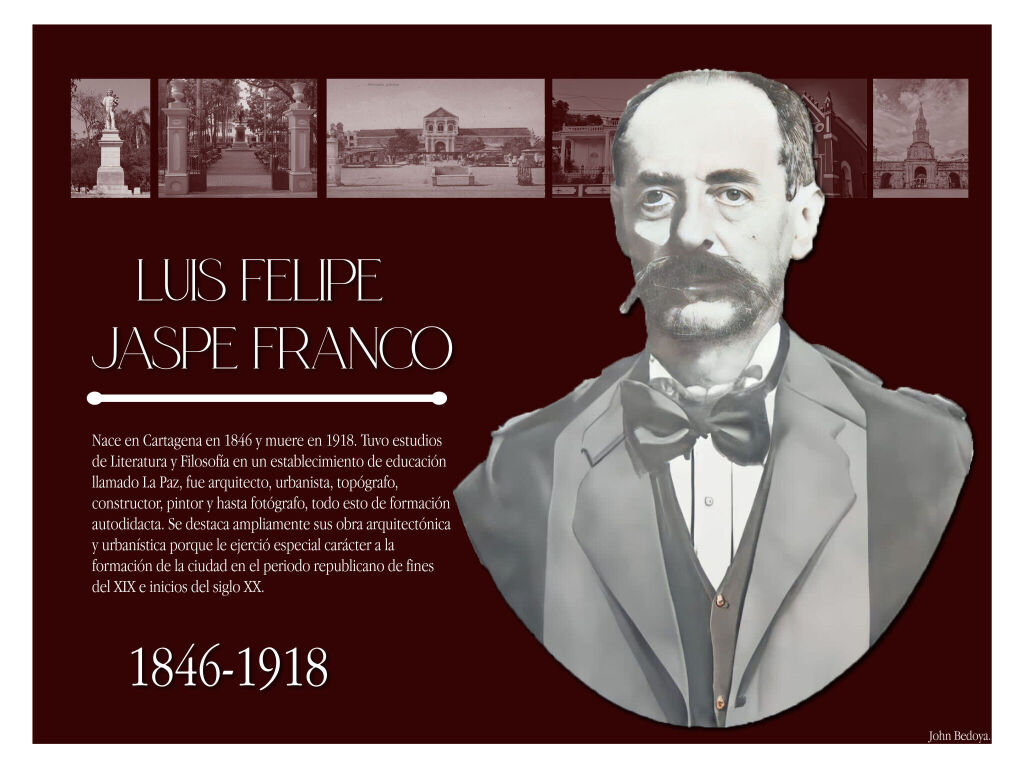 LUIS FELIPE
JASPE FRANCO
Nace en Cartagena en 1846 y muere en 1918. Tuvo estudios
de Literatura y Filosofía en un establecimiento de educación
llamado La Paz, fue arquitecto, urbanista, topógrafo,
constructor, pintor y hasta fotógrafo, todo esto de formación
autodidacta. Se destaca ampliamente sus obra arquitectónica
y urbanística porque le ejerció especial carácter a la
formación de la ciudad en el periodo republicano de fines
del XIX e inicios del siglo XX.
1846-1918
John Bedoya.